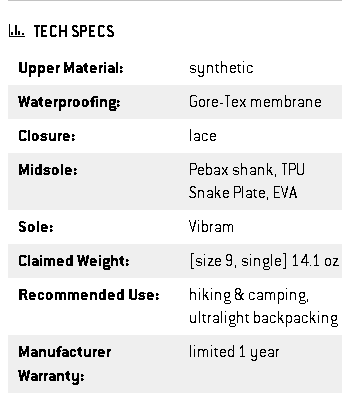 TECH SPECS
Upper Material: synthetic
Waterproofing: Gore-Tex membrane
Closure: lace
Midsole: Pebax shank, TPU
Snake Plate, EVA
Sole: Vibram
Claimed Weight: [size 9, single] 14.1 oz
Recommended Use: hiking & camping,
ultralight backpacking
Manufacturer limited 1 year
Warranty: